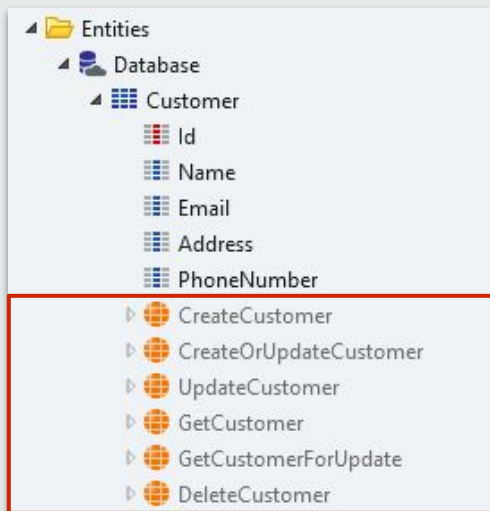 Entities
Database
Customer
Id
Name
Email
Address
PhoneNumber
CreateCustomer
CreateOrUpdateCustomer
UpdateCustomer
GetCustomer
GetCustomerForUpdate
DeleteCustomer